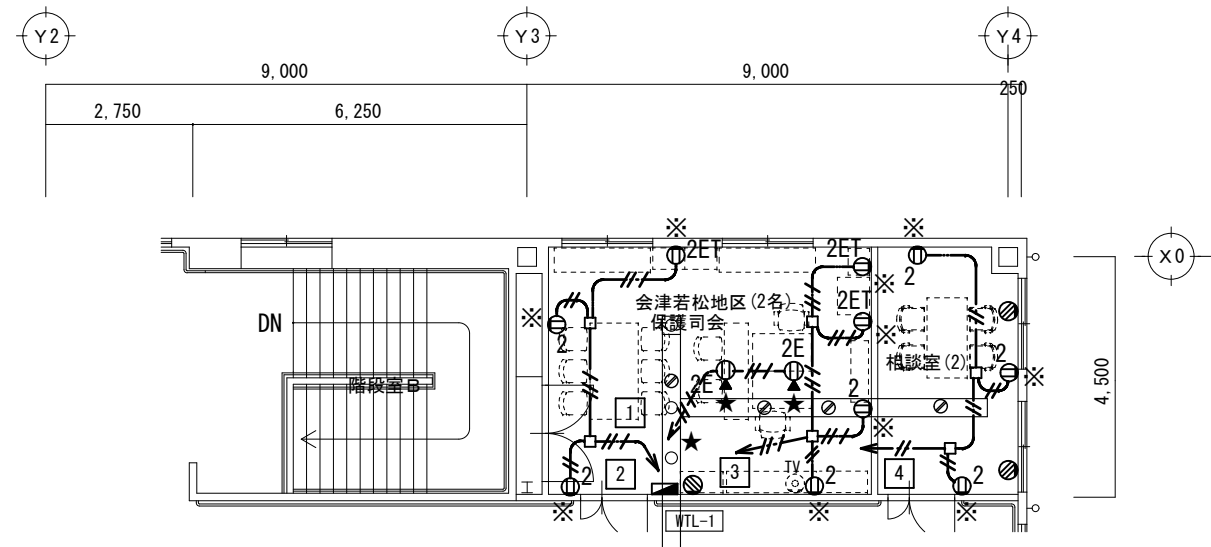 Y2
Y3
Y4
9,000
9,000
250
2,750
6,250
※
※
2ET
2ET
2
X0
※
2ET
会津若松地区(2名)
保護司会
※
DN
2
※
2
相談室(2)
※
2E
2E
階段室B
4,500
1
2
★
★
※
★
2
2
3
TV
2
4
2
※
WTL-1
※
※